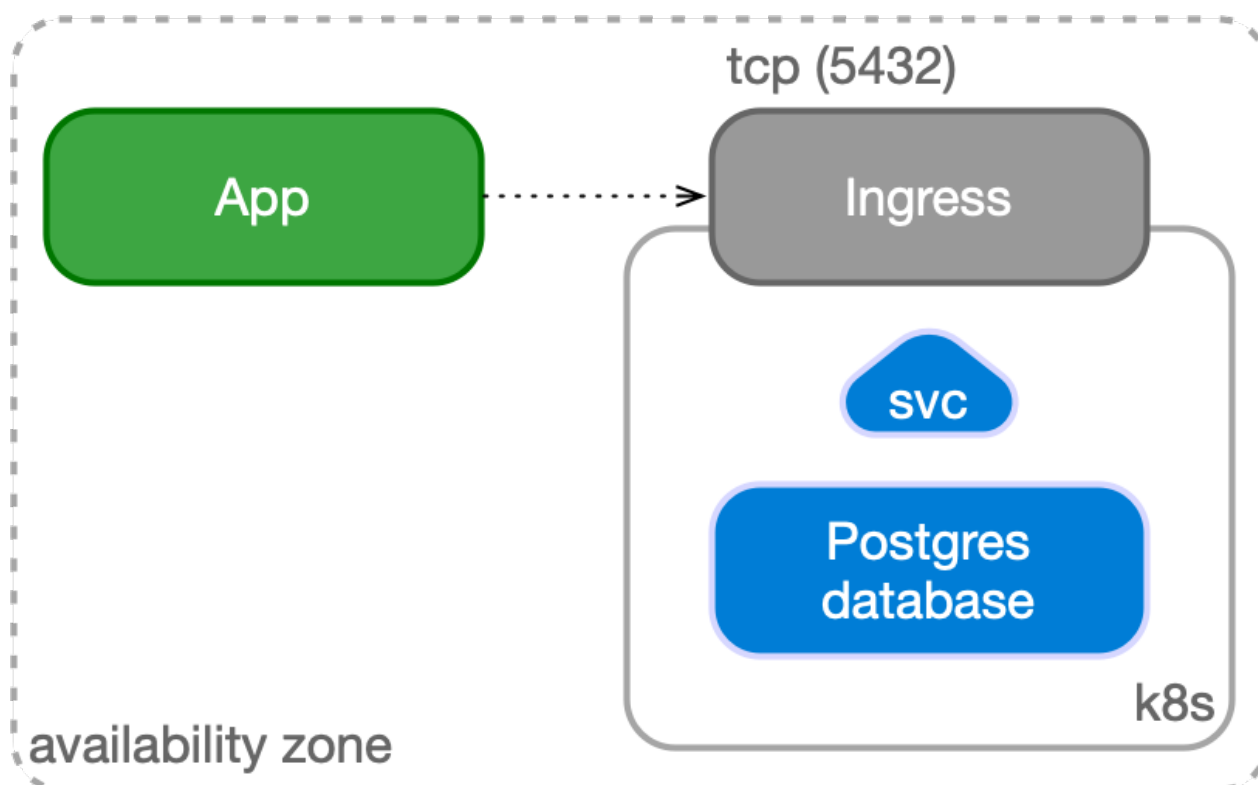 tcp (5432)
App
Ingress
svc
Postgres
database
k8s
availability zone